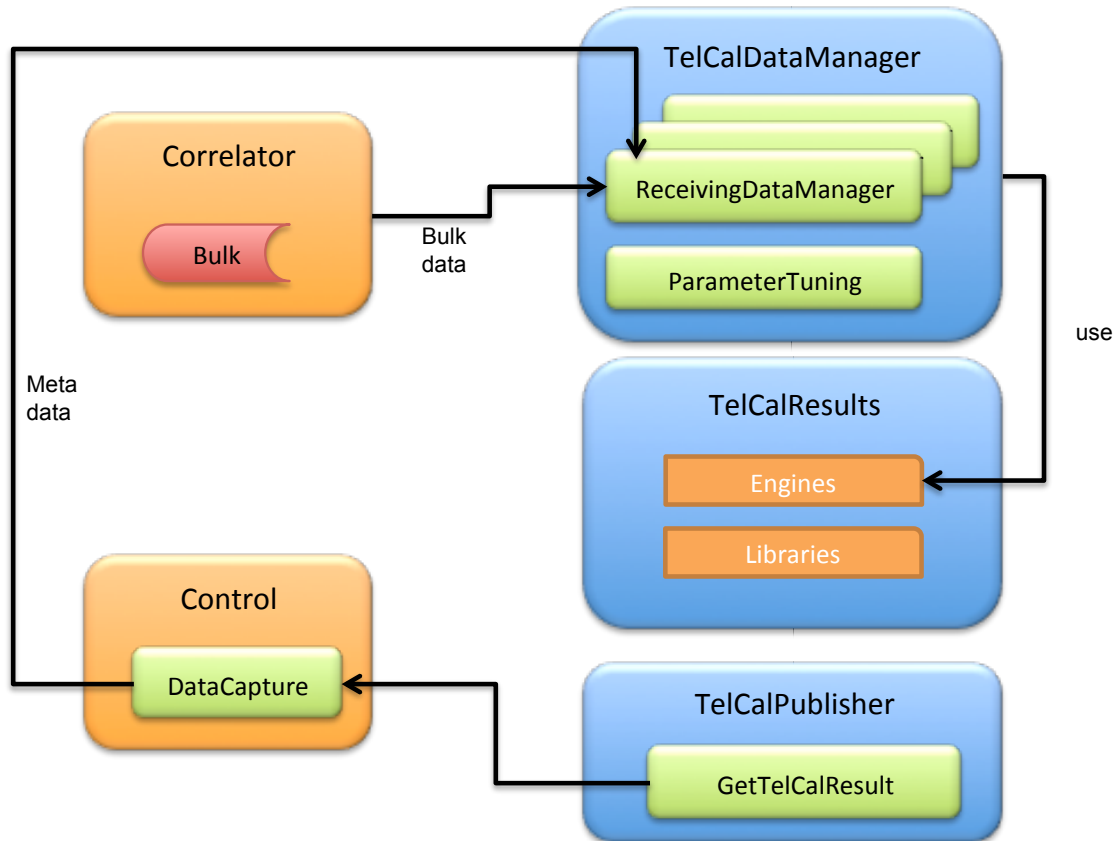 TelCalDataManager
Correlator
ReceivingDataManager
Bulk
Bulk
data
ParameterTuning
use
Meta
data
TelCalResults
Engines
Libraries
Control
DataCapture
TelCalPublisher
GetTelCalResult